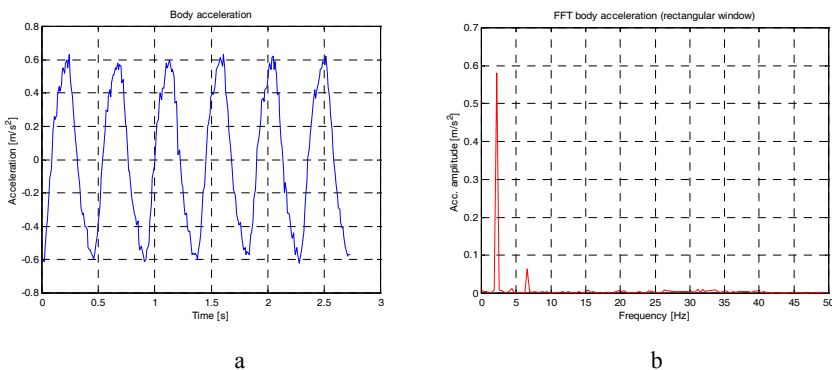 Body acceleration
0.8
0.6
0.4
0.2
0
-0.2
-0.4
-0.6
-0.8
Acceleration [m/s²]
0 0.5 1 1.5 2 2.5 3
Time [s]
a
FFT body acceleration (rectangular window)
0.7
0.6
0.5
0.4
0.3
0.2
0.1
0
Acc. amplitude [m/s²]
0 5 10 15 20 25 30 35 40 45 50
Frequency [Hz]
b